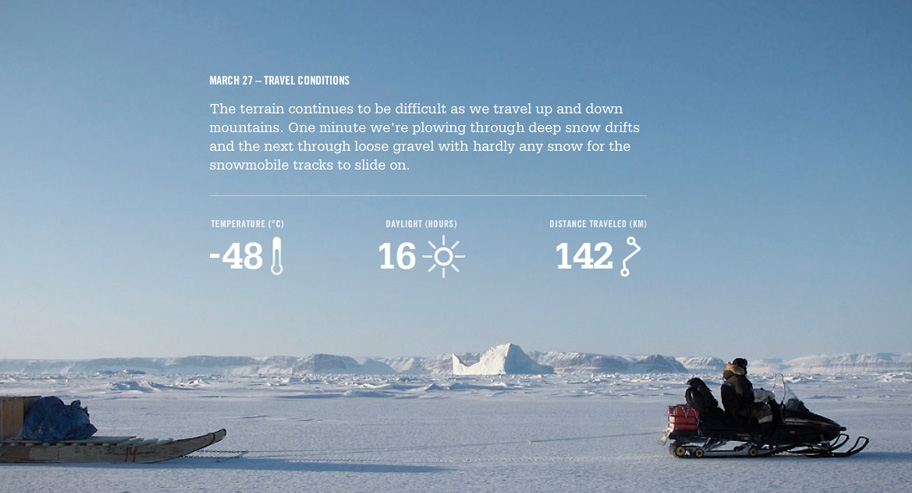 MARCH 27 – TRAVEL CONDITIONS
The terrain continues to be difficult as we travel up and down
mountains. One minute we're plowing through deep snow drifts
and the next through loose gravel with hardly any snow for the
snowmobile tracks to slide on.
TEMPERATURE (°C) DAYLIGHT (HOURS) DISTANCE TRAVELED (KM)
-48 16 142